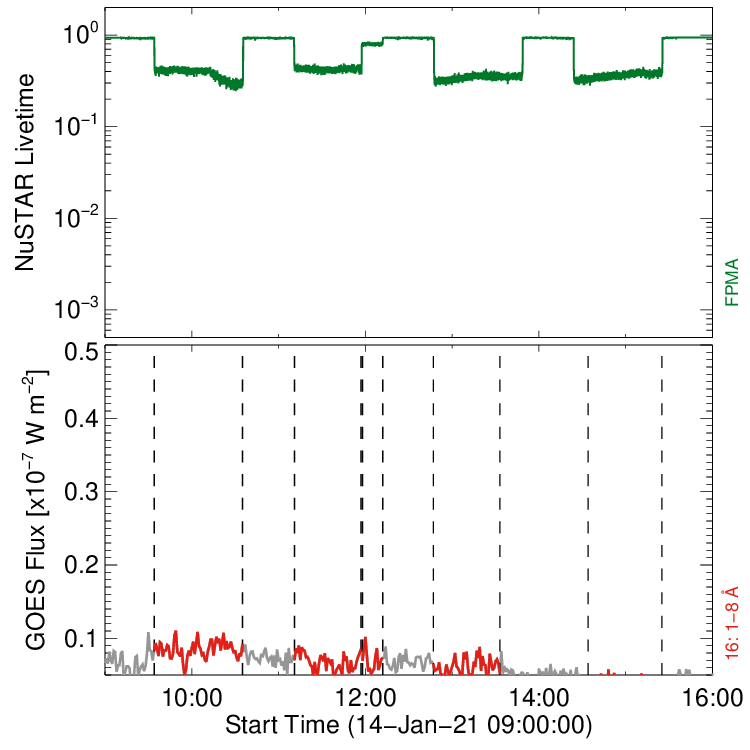 10⁰
10⁻¹
10⁻²
10⁻³
NuSTAR Livetime
FPMA
0.5
0.4
0.3
0.2
0.1
GOES Flux [x10⁻⁷ W m⁻²]
16: 1−8 Å
10:00 12:00 14:00 16:00
Start Time (14−Jan−21 09:00:00)